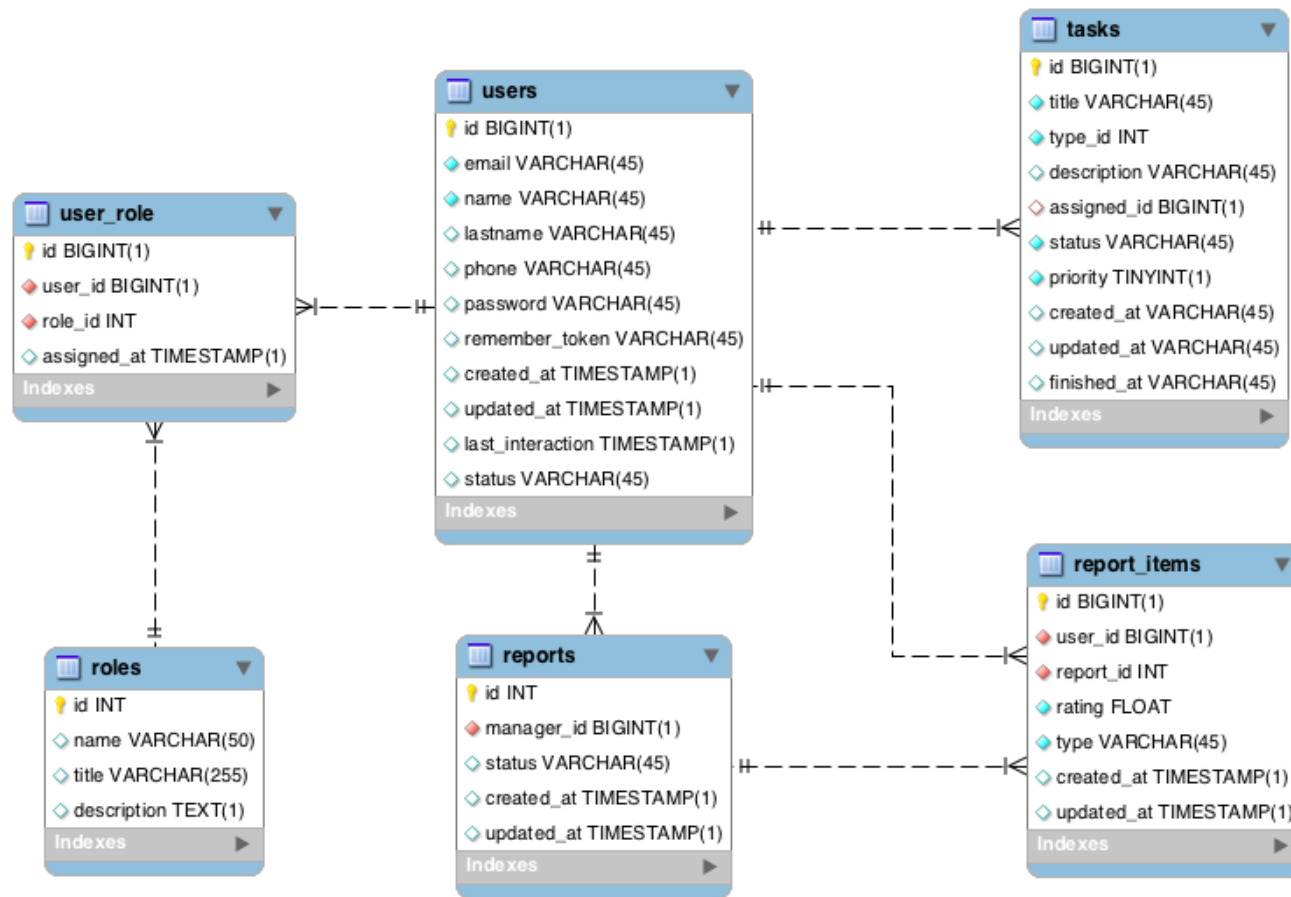 tasks
id BIGINT(1)
title VARCHAR(45)
type_id INT
description VARCHAR(45)
assigned_id BIGINT(1)
status VARCHAR(45)
priority TINYINT(1)
created_at VARCHAR(45)
updated_at VARCHAR(45)
finished_at VARCHAR(45)
Indexes
users
id BIGINT(1)
email VARCHAR(45)
name VARCHAR(45)
lastname VARCHAR(45)
phone VARCHAR(45)
password VARCHAR(45)
remember_token VARCHAR(45)
created_at TIMESTAMP(1)
updated_at TIMESTAMP(1)
last_interaction TIMESTAMP(1)
status VARCHAR(45)
Indexes
user_role
id BIGINT(1)
user_id BIGINT(1)
role_id INT
assigned_at TIMESTAMP(1)
Indexes
roles
id INT
name VARCHAR(50)
title VARCHAR(255)
description TEXT(1)
Indexes
reports
id INT
manager_id BIGINT(1)
status VARCHAR(45)
created_at TIMESTAMP(1)
updated_at TIMESTAMP(1)
Indexes
report_items
id BIGINT(1)
user_id BIGINT(1)
report_id INT
rating FLOAT
type VARCHAR(45)
created_at TIMESTAMP(1)
updated_at TIMESTAMP(1)
Indexes